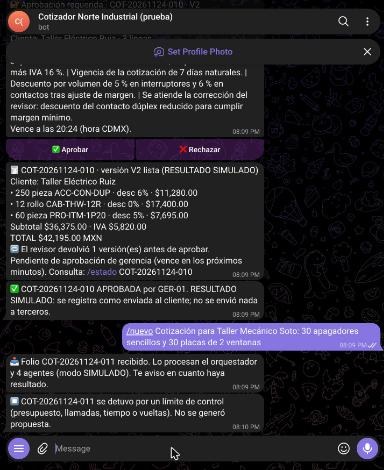 Aprobación requerida · COT-20261124-010 · V2
Cotizador Norte Industrial (prueba)
bot
C(
Set Profile Photo
más IVA 16 %. | Vigencia de la cotización de 7 días naturales. |
Descuento por volumen de 5 % en interruptores y 6 % en
contactos tras ajuste de margen. | Se atiende la corrección del
revisor: descuento del contacto dúplex reducido para cumplir
margen mínimo.
Vence a las 20:24 (hora CDMX).
08:09 PM
✅ Aprobar
❌ Rechazar
🧾 COT-20261124-010 · versión V2 lista (RESULTADO SIMULADO)
Cliente: Taller Eléctrico Ruiz
• 250 pieza ACC-CON-DUP · desc 6% · $11,280.00
• 12 rollo CAB-THW-12R · desc 0% · $17,400.00
• 60 pieza PRO-ITM-1P20 · desc 5% · $7,695.00
Subtotal $36,375.00 · IVA $5,820.00
TOTAL $42,195.00 MXN
🔁 El revisor devolvió 1 versión(es) antes de aprobar.
Pendiente de aprobación de gerencia (vence en los próximos
minutos). Consulta: /estado COT-20261124-010
08:09 PM
✅ COT-20261124-010 APROBADA por GER-01. RESULTADO
SIMULADO: se registra como enviada al cliente; no se envió nada
a terceros.
08:09 PM
/nuevo Cotización para Taller Mecánico Soto: 30 apagadores
sencillos y 30 placas de 2 ventanas
08:09 PM
📥 Folio COT-20261124-011 recibido. Lo procesan el orquestador
y 4 agentes (modo SIMULADO). Te aviso en cuanto haya
resultado.
08:09 PM
⏹ COT-20261124-011 se detuvo por un límite de control
(presupuesto, llamadas, tiempo o vueltas). No se generó
propuesta.
08:10 PM
Message